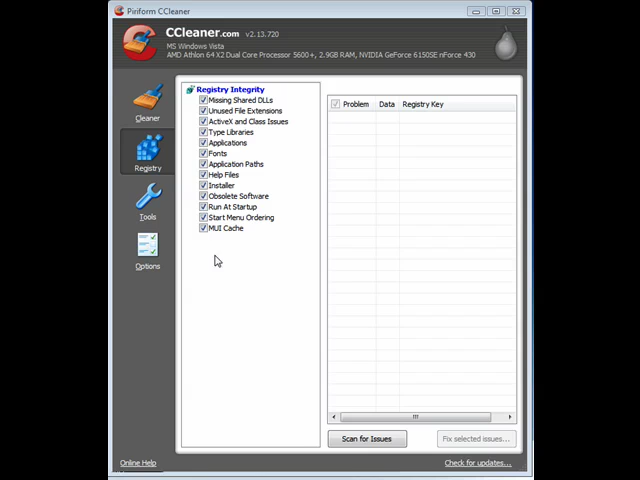 Piriform CCleaner
CCleaner.com v2.13.720
MS Windows Vista
AMD Athlon 64 X2 Dual Core Processor 5600+, 2.9GB RAM, NVIDIA GeForce 6150SE nForce 430
Cleaner
Registry
Tools
Options
Registry Integrity
Missing Shared DLLs
Unused File Extensions
ActiveX and Class Issues
Type Libraries
Applications
Fonts
Application Paths
Help Files
Installer
Obsolete Software
Run At Startup
Start Menu Ordering
MUI Cache
Problem Data Registry Key
Scan for Issues
Fix selected issues...
Online Help
Check for updates...